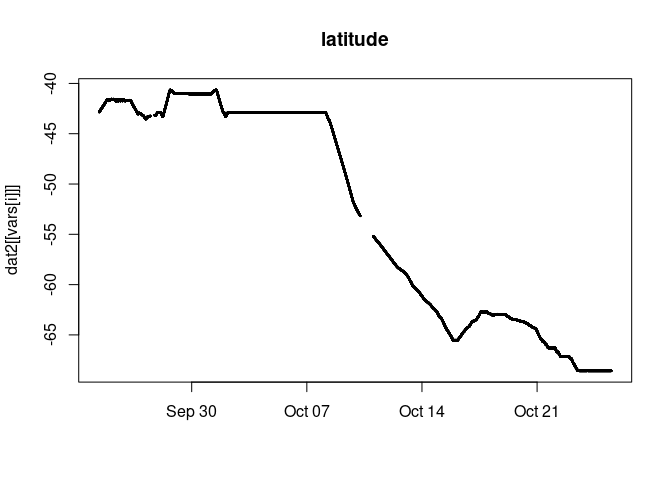 latitude
dat2[[vars[i]]]
-40
-45
-50
-55
-60
-65
Sep 30
Oct 07
Oct 14
Oct 21